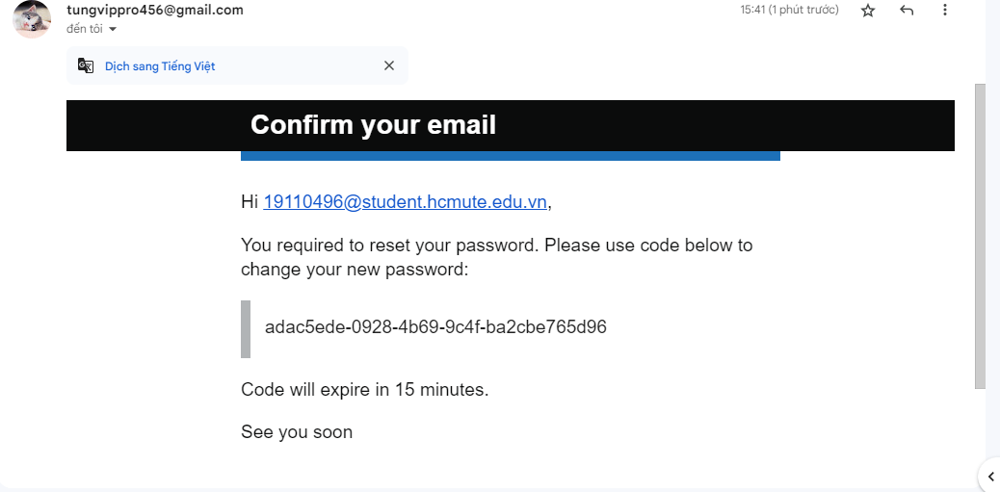 tungvippro456@gmail.com
15:41 (1 phút trước)
đến tôi
Dịch sang Tiếng Việt
Confirm your email
Hi 19110496@student.hcmute.edu.vn,
You required to reset your password. Please use code below to
change your new password:
adac5ede-0928-4b69-9c4f-ba2cbe765d96
Code will expire in 15 minutes.
See you soon